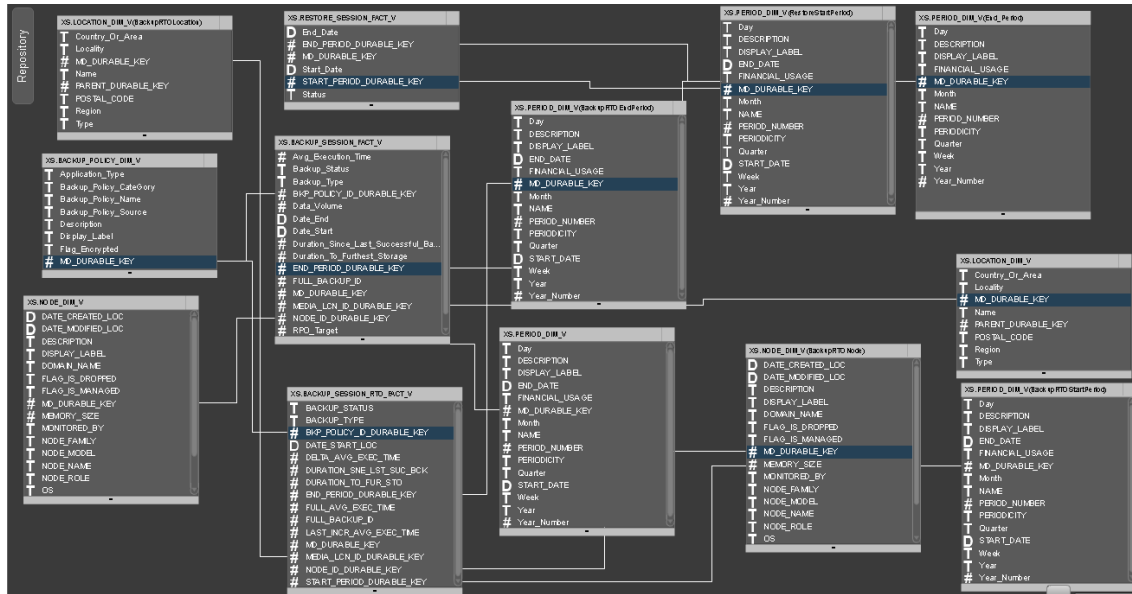 Repository
XS.LOCATION_DIM_V(BackupRTOLocation)
T Country_Or_Area
T Locality
# MD_DURABLE_KEY
T Name
# PARENT_DURABLE_KEY
T POSTAL_CODE
T Region
T Type
XS.RESTORE_SESSION_FACT_V
D End_Date
# END_PERIOD_DURABLE_KEY
# MD_DURABLE_KEY
D Start_Date
# START_PERIOD_DURABLE_KEY
T Status
XS.PERIOD_DIM_V(RestoreStartPeriod)
T Day
T DESCRIPTION
T DISPLAY_LABEL
D END_DATE
T FINANCIAL_USAGE
# MD_DURABLE_KEY
T Month
T NAME
# PERIOD_NUMBER
T PERIODICITY
T Quarter
D START_DATE
T Week
T Year
# Year_Number
XS.PERIOD_DIM_V(End_Period)
T Day
T DESCRIPTION
T DISPLAY_LABEL
T FINANCIAL_USAGE
# MD_DURABLE_KEY
T Month
T NAME
# PERIOD_NUMBER
T PERIODICITY
T Quarter
T Week
T Year
# Year_Number
XS.BACKUP_POLICY_DIM_V
T Application_Type
T Backup_Policy_CateGory
T Backup_Policy_Name
T Backup_Policy_Source
T Description
T Display_Label
T Flag_Encrypted
# MD_DURABLE_KEY
XS.BACKUP_SESSION_FACT_V
# Avg_Execution_Time
T Backup_Status
T Backup_Type
# BKP_POLICY_ID_DURABLE_KEY
# Data_Volume
D Date_End
D Date_Start
# Duration_Since_Last_Successful_Ba...
# Duration_To_Furthest_Storage
# END_PERIOD_DURABLE_KEY
# FULL_BACKUP_ID
# MD_DURABLE_KEY
# MEDIA_LCN_ID_DURABLE_KEY
# NODE_ID_DURABLE_KEY
# RPO_Target
XS.PERIOD_DIM_V(BackupRTO EndPeriod)
T Day
T DESCRIPTION
T DISPLAY_LABEL
D END_DATE
T FINANCIAL_USAGE
# MD_DURABLE_KEY
T Month
T NAME
# PERIOD_NUMBER
T PERIODICITY
T Quarter
D START_DATE
T Week
T Year
# Year_Number
XS.LOCATION_DIM_V
T Country_Or_Area
T Locality
# MD_DURABLE_KEY
T Name
# PARENT_DURABLE_KEY
T POSTAL_CODE
T Region
T Type
XS.NODE_DIM_V
D DATE_CREATED_LOC
D DATE_MODIFIED_LOC
T DESCRIPTION
T DISPLAY_LABEL
T DOMAIN_NAME
T FLAG_IS_DROPPED
T FLAG_IS_MANAGED
# MD_DURABLE_KEY
# MEMORY_SIZE
T MONITORED_BY
T NODE_FAMILY
T NODE_MODEL
T NODE_NAME
T NODE_ROLE
T OS
XS.BACKUP_SESSION_RTO_FACT_V
T BACKUP_STATUS
T BACKUP_TYPE
# BKP_POLICY_ID_DURABLE_KEY
D DATE_START_LOC
# DELTA_AVG_EXEC_TIME
# DURATION_SNE_LST_SUC_BCK
# DURATION_TO_FUR_STO
# END_PERIOD_DURABLE_KEY
# FULL_AVG_EXEC_TIME
# FULL_BACKUP_ID
# LAST_INCR_AVG_EXEC_TIME
# MD_DURABLE_KEY
# MEDIA_LCN_ID_DURABLE_KEY
# NODE_ID_DURABLE_KEY
# START_PERIOD_DURABLE_KEY
XS.PERIOD_DIM_V
T Day
T DESCRIPTION
T DISPLAY_LABEL
D END_DATE
T FINANCIAL_USAGE
# MD_DURABLE_KEY
T Month
T NAME
# PERIOD_NUMBER
T PERIODICITY
T Quarter
D START_DATE
T Week
T Year
# Year_Number
XS.NODE_DIM_V(BackupRTO Node)
D DATE_CREATED_LOC
D DATE_MODIFIED_LOC
T DESCRIPTION
T DISPLAY_LABEL
T DOMAIN_NAME
T FLAG_IS_DROPPED
T FLAG_IS_MANAGED
# MD_DURABLE_KEY
# MEMORY_SIZE
T MONITORED_BY
T NODE_FAMILY
T NODE_MODEL
T NODE_NAME
T NODE_ROLE
T OS
XS.PERIOD_DIM_V(BackupRTOStartPeriod)
T Day
T DESCRIPTION
T DISPLAY_LABEL
D END_DATE
T FINANCIAL_USAGE
# MD_DURABLE_KEY
T Month
T NAME
# PERIOD_NUMBER
T PERIODICITY
T Quarter
D START_DATE
T Week
T Year
# Year_Number